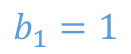 b₁ = 1